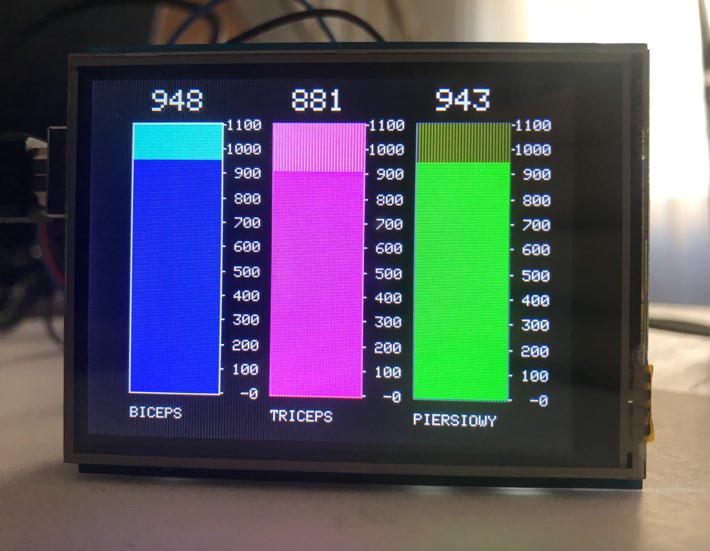 948 881 943
-1100 -1100 -1100
-1000 -1000 -1000
- 900 - 900 - 900
- 800 - 800 - 800
- 700 - 700 - 700
- 600 - 600 - 600
- 500 - 500 - 500
- 400 - 400 - 400
- 300 - 300 - 300
- 200 - 200 - 200
- 100 - 100 - 100
-0 -0 -0
BICEPS TRICEPS PIERSIOWY